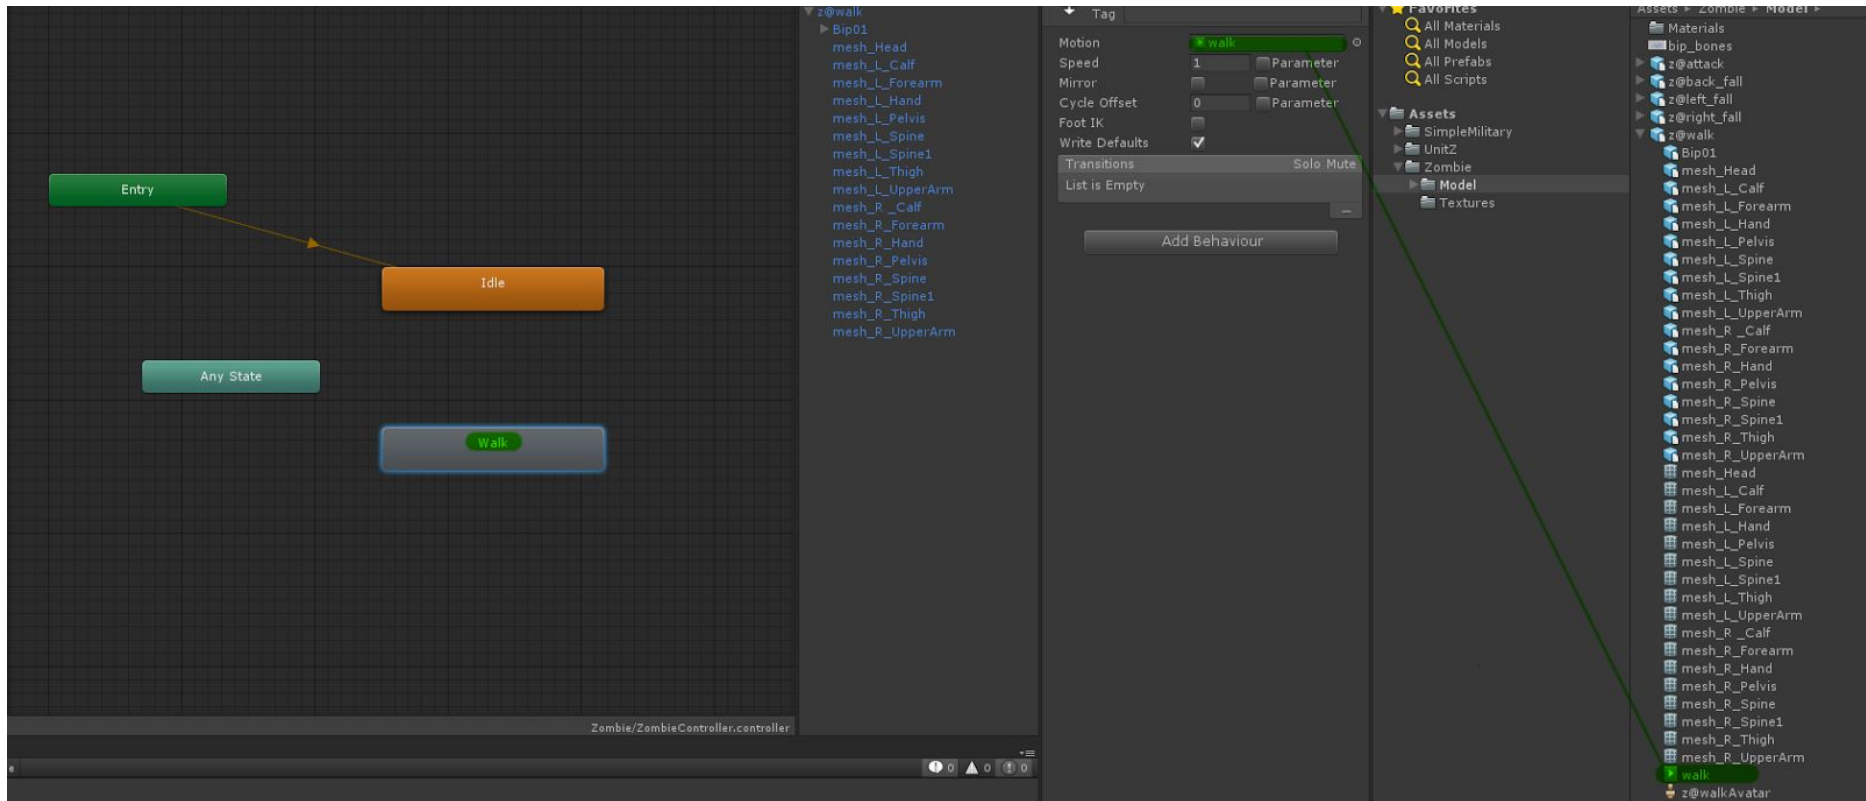 Entry
Idle
Any State
Walk
Zombie/ZombieController.controller
0
0
0
z@walk
Bip01
mesh_Head
mesh_L_Calf
mesh_L_Forearm
mesh_L_Hand
mesh_L_Pelvis
mesh_L_Spine
mesh_L_Spine1
mesh_L_Thigh
mesh_L_UpperArm
mesh_R _Calf
mesh_R_Forearm
mesh_R_Hand
mesh_R_Pelvis
mesh_R_Spine
mesh_R_Spine1
mesh_R_Thigh
mesh_R_UpperArm
Tag
Motion walk
Speed 1 Parameter
Mirror Parameter
Cycle Offset 0 Parameter
Foot IK
Write Defaults
Transitions Solo Mute
List is Empty
Add Behaviour
Favorites
All Materials
All Models
All Prefabs
All Scripts
Assets
SimpleMilitary
UnitZ
Zombie
Model
Textures
Assets Zombie Model
Materials
bip_bones
z@attack
z@back_fall
z@left_fall
z@right_fall
z@walk
Bip01
mesh_Head
mesh_L_Calf
mesh_L_Forearm
mesh_L_Hand
mesh_L_Pelvis
mesh_L_Spine
mesh_L_Spine1
mesh_L_Thigh
mesh_L_UpperArm
mesh_R _Calf
mesh_R_Forearm
mesh_R_Hand
mesh_R_Pelvis
mesh_R_Spine
mesh_R_Spine1
mesh_R_Thigh
mesh_R_UpperArm
mesh_Head
mesh_L_Calf
mesh_L_Forearm
mesh_L_Hand
mesh_L_Pelvis
mesh_L_Spine
mesh_L_Spine1
mesh_L_Thigh
mesh_L_UpperArm
mesh_R _Calf
mesh_R_Forearm
mesh_R_Hand
mesh_R_Pelvis
mesh_R_Spine
mesh_R_Spine1
mesh_R_Thigh
mesh_R_UpperArm
walk
z@walkAvatar